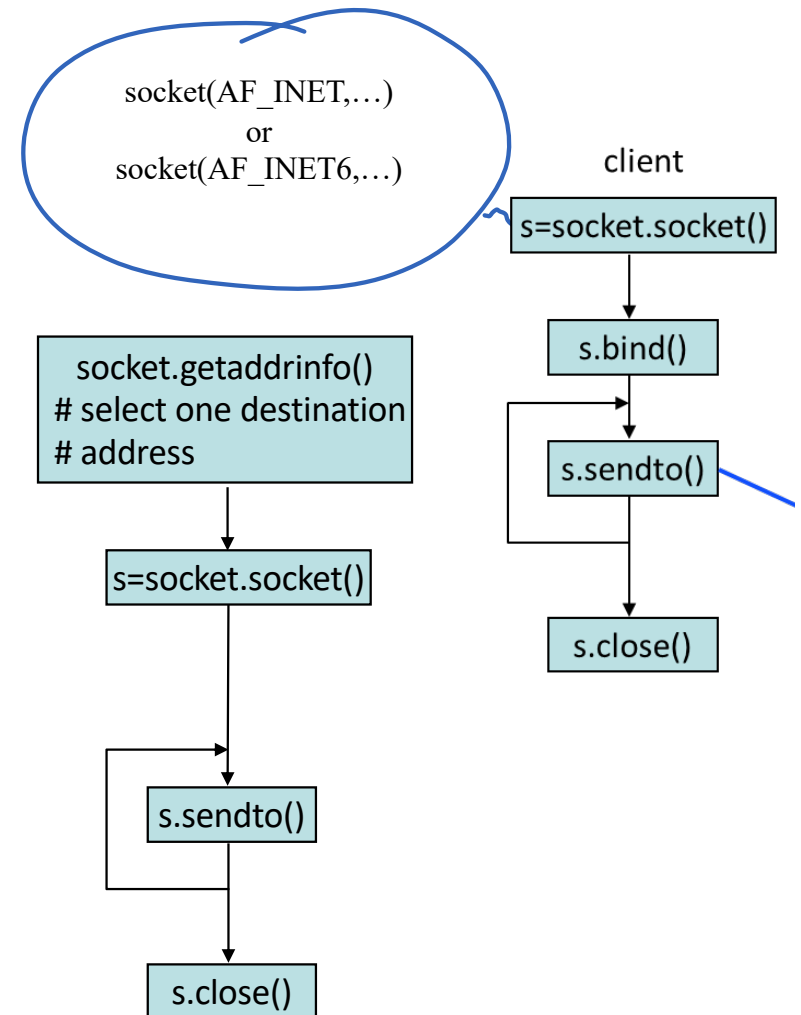 socket(AF_INET,…)
or
socket(AF_INET6,…)
client
s=socket.socket()
s.bind()
s.sendto()
s.close()
socket.getaddrinfo()
# select one destination
# address
s=socket.socket()
s.sendto()
s.close()